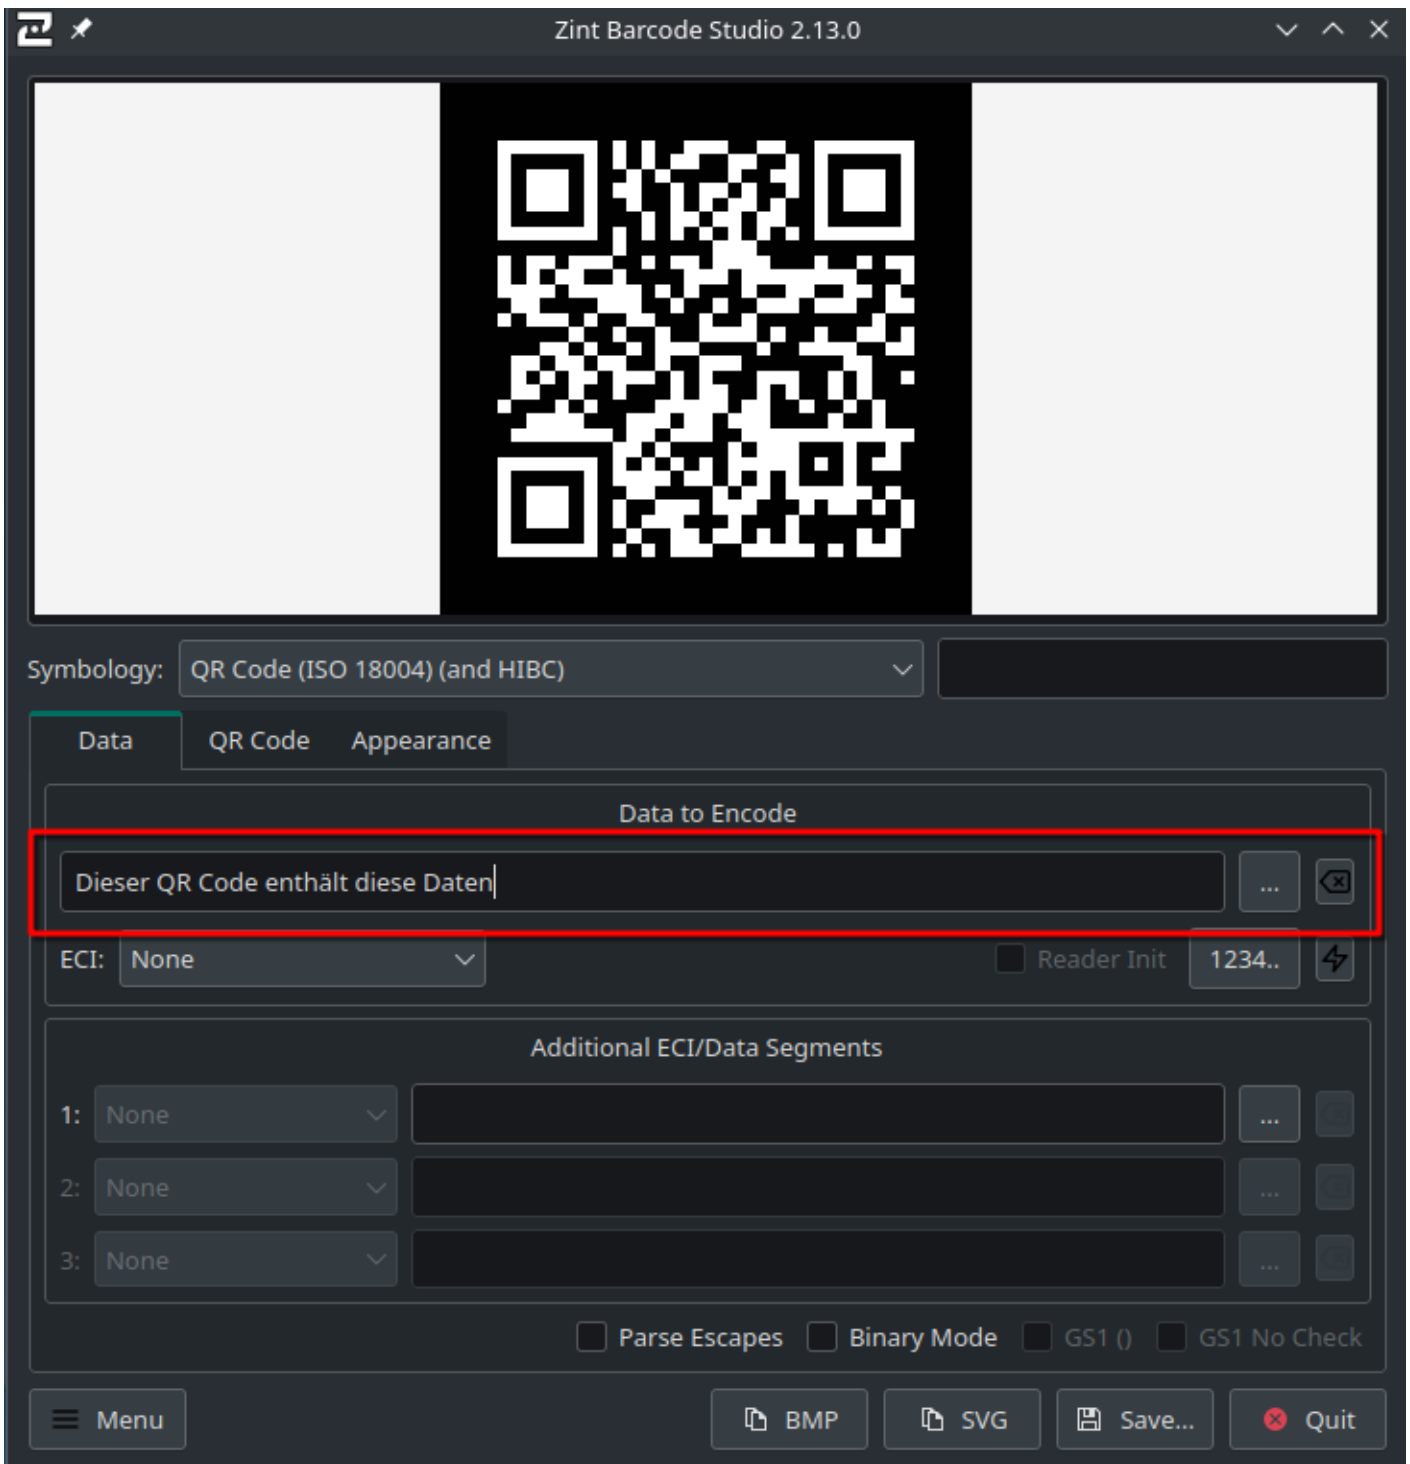 Zint Barcode Studio 2.13.0
Symbology: QR Code (ISO 18004) (and HIBC)
Data QR Code Appearance
Data to Encode
Dieser QR Code enthält diese Daten ...
ECI: None Reader Init 1234..
Additional ECI/Data Segments
1: None ...
2: None ...
3: None ...
Parse Escapes Binary Mode GS1 () GS1 No Check
Menu BMP SVG Save... Quit